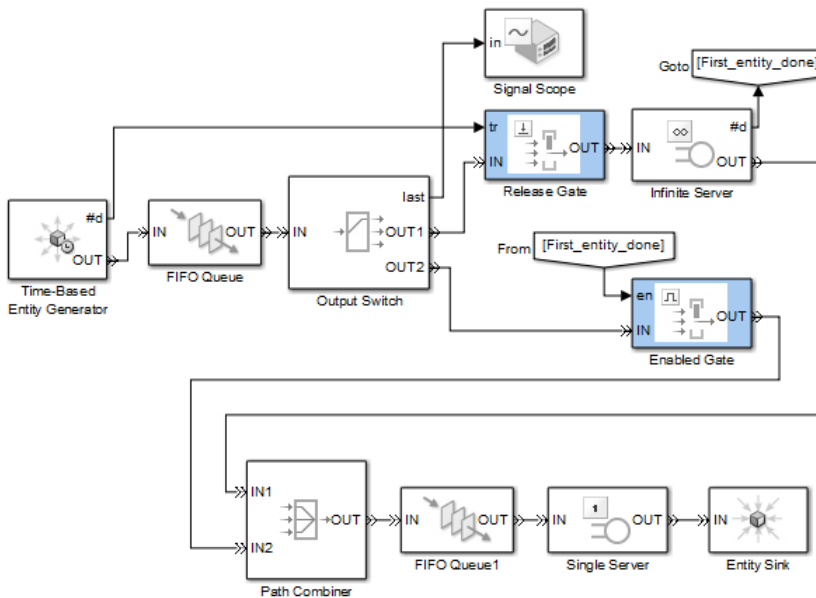 in
Signal Scope
Goto
[First_entity_done]
tr
IN
OUT
Release Gate
IN
#d
OUT
Infinite Server
#d
OUT
Time-Based
Entity Generator
IN
OUT
FIFO Queue
IN
last
OUT1
OUT2
Output Switch
From
[First_entity_done]
en
IN
OUT
Enabled Gate
IN1
IN2
OUT
Path Combiner
IN
OUT
FIFO Queue1
1
IN
OUT
Single Server
IN
Entity Sink